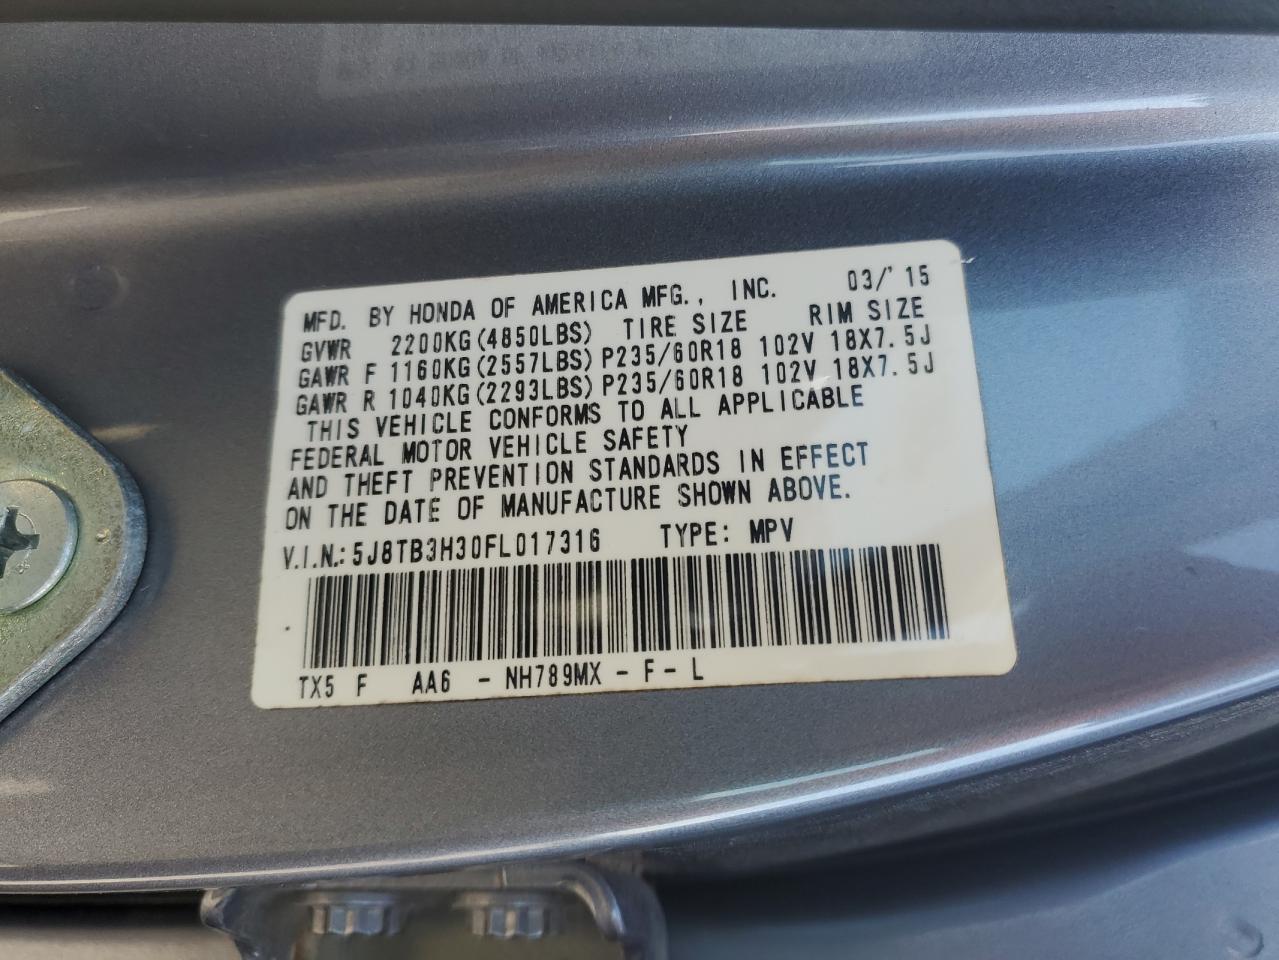 MFD. BY HONDA OF AMERICA MFG., INC. 03/'15
GVWR 2200KG(4850LBS) TIRE SIZE RIM SIZE
GAWR F 1160KG(2557LBS)P235/60R18 102V 18X7.5J
GAWR R 1040KG(2293LBS)P235/60R18 102V 18X7.5J
THIS VEHICLE CONFORMS TO ALL APPLICABLE
FEDERAL MOTOR VEHICLE SAFETY
AND THEFT PREVENTION STANDARDS IN EFFECT
ON THE DATE OF MANUFACTURE SHOWN ABOVE.
V.I.N.: 5J8TB3H30FL017316 TYPE: MPV
TX5 F AA6 - NH789MX - F - L